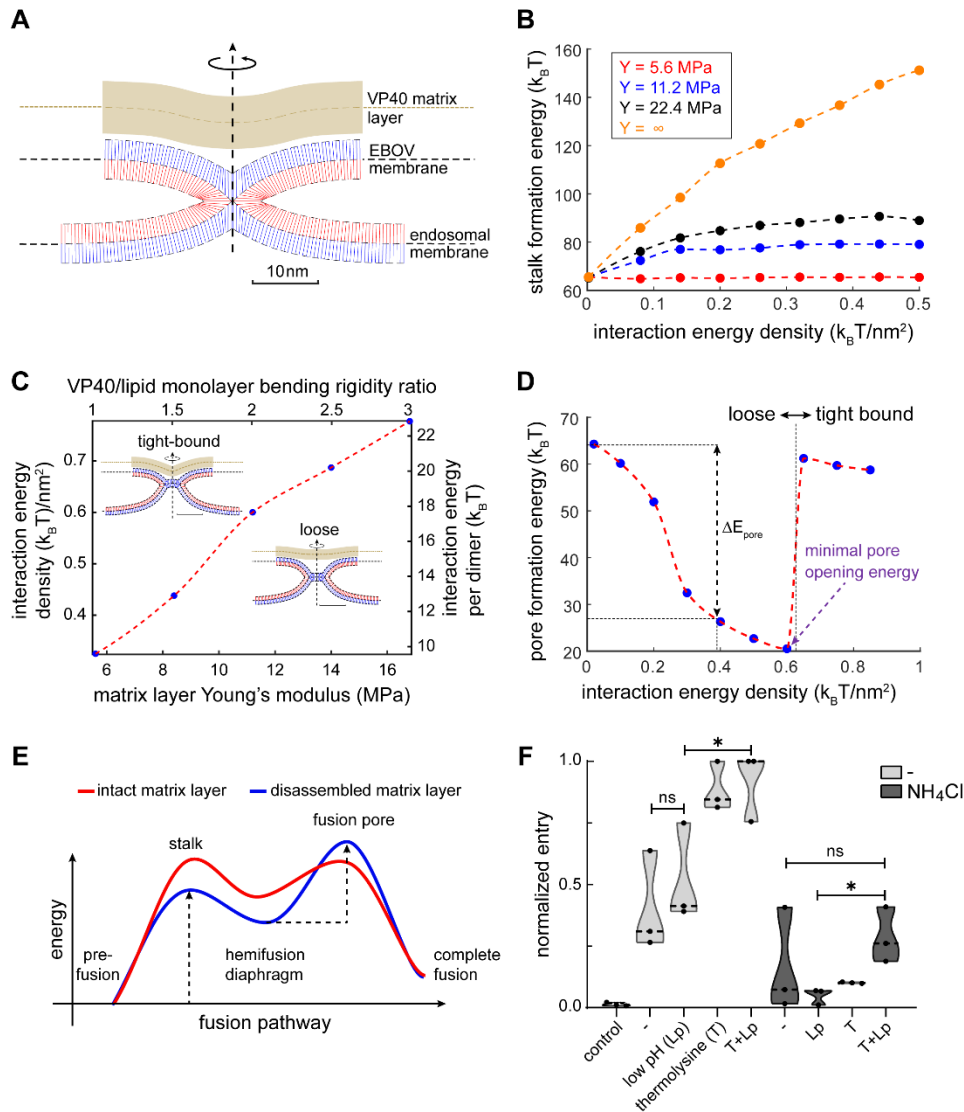 A
VP40 matrix
layer
EBOV
membrane
endosomal
membrane
10nm
B
stalk formation energy (kBT)
160
140
120
100
80
60
Y = 5.6 MPa
Y = 11.2 MPa
Y = 22.4 MPa
Y = ∞
0 0.1 0.2 0.3 0.4 0.5
interaction energy density (kBT/nm²)
C
VP40/lipid monolayer bending rigidity ratio
1 1.5 2 2.5 3
interaction energy
density (kBT)/nm²)
0.7
0.6
0.5
0.4
tight-bound
loose
22
20
18
16
14
12
10
interaction energy
per dimer (kBT)
6 8 10 12 14 16
matrix layer Young's modulus (MPa)
D
loose tight bound
pore formation energy (kBT)
70
60
50
40
30
20
ΔEpore
minimal pore
opening energy
0 0.2 0.4 0.6 0.8 1
interaction energy density (kBT/nm²)
E
intact matrix layer disassembled matrix layer
fusion pore
stalk
energy
pre-
fusion
hemifusion
diaphragm
complete
fusion
fusion pathway
F
normalized entry
1.0
0.5
0.0
*
ns
-
NH₄Cl
ns
*
control
-
low pH (Lp)
thermolysine (T)
T+Lp
-
Lp
T
T+Lp